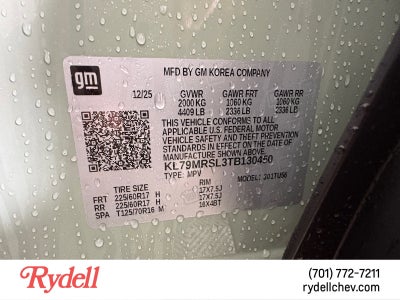 gm
MFD BY GM KOREA COMPANY
12/25 GVWR GAWR FRT GAWR RR
2000 KG 1060 KG 1060 KG
4409 LB 2336 LB 2336 LB
THIS VEHICLE CONFORMS TO ALL
APPLICABLE U.S. FEDERAL MOTOR
VEHICLE SAFETY AND THEFT PREVENTION
STANDARDS IN EFFECT ON THE DATE OF
MANUFACTURE SHOWN ABOVE.
KL79MRSL3TB130450
TYPE: MPV MODEL: 201TU56
TIRE SIZE RIM
FRT 225/60R17 H 17X7.5J
RR 225/60R17 H 17X7.5J
SPA T125/70R16 M 16X4BT
Rydell
(701) 772-7211
rydellchev.com